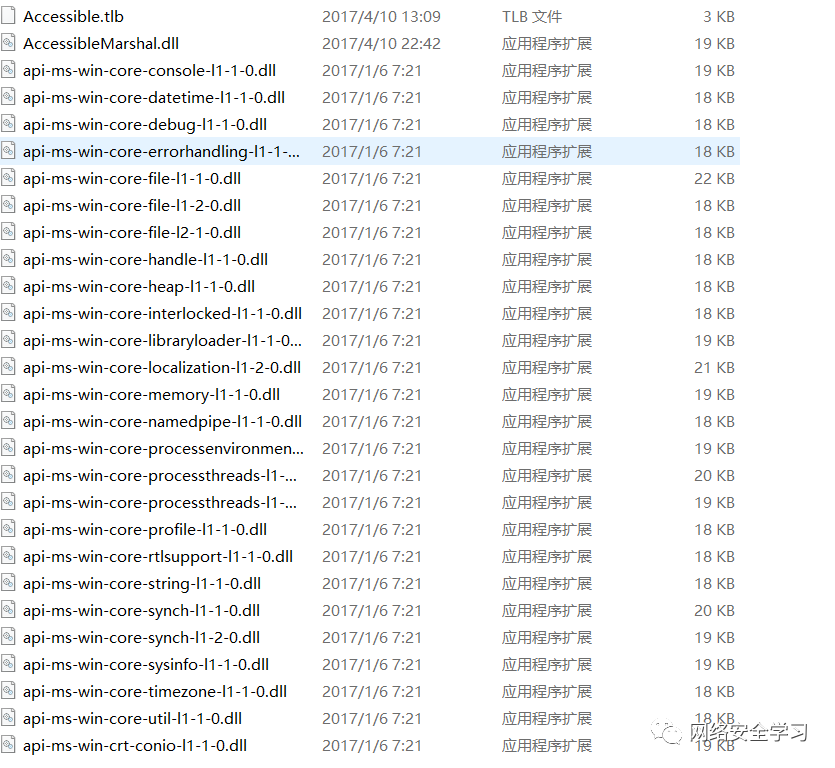 Accessible.tlb 2017/4/10 13:09 TLB 文件 3 KB
AccessibleMarshal.dll 2017/4/10 22:42 应用程序扩展 19 KB
api-ms-win-core-console-l1-1-0.dll 2017/1/6 7:21 应用程序扩展 19 KB
api-ms-win-core-datetime-l1-1-0.dll 2017/1/6 7:21 应用程序扩展 18 KB
api-ms-win-core-debug-l1-1-0.dll 2017/1/6 7:21 应用程序扩展 18 KB
api-ms-win-core-errorhandling-l1-1-... 2017/1/6 7:21 应用程序扩展 18 KB
api-ms-win-core-file-l1-1-0.dll 2017/1/6 7:21 应用程序扩展 22 KB
api-ms-win-core-file-l1-2-0.dll 2017/1/6 7:21 应用程序扩展 18 KB
api-ms-win-core-file-l2-1-0.dll 2017/1/6 7:21 应用程序扩展 18 KB
api-ms-win-core-handle-l1-1-0.dll 2017/1/6 7:21 应用程序扩展 18 KB
api-ms-win-core-heap-l1-1-0.dll 2017/1/6 7:21 应用程序扩展 18 KB
api-ms-win-core-interlocked-l1-1-0.dll 2017/1/6 7:21 应用程序扩展 18 KB
api-ms-win-core-libraryloader-l1-1-0... 2017/1/6 7:21 应用程序扩展 19 KB
api-ms-win-core-localization-l1-2-0.dll 2017/1/6 7:21 应用程序扩展 21 KB
api-ms-win-core-memory-l1-1-0.dll 2017/1/6 7:21 应用程序扩展 19 KB
api-ms-win-core-namedpipe-l1-1-0.dll 2017/1/6 7:21 应用程序扩展 18 KB
api-ms-win-core-processenvironmen... 2017/1/6 7:21 应用程序扩展 19 KB
api-ms-win-core-processthreads-l1-... 2017/1/6 7:21 应用程序扩展 20 KB
api-ms-win-core-processthreads-l1-... 2017/1/6 7:21 应用程序扩展 19 KB
api-ms-win-core-profile-l1-1-0.dll 2017/1/6 7:21 应用程序扩展 18 KB
api-ms-win-core-rtlsupport-l1-1-0.dll 2017/1/6 7:21 应用程序扩展 18 KB
api-ms-win-core-string-l1-1-0.dll 2017/1/6 7:21 应用程序扩展 18 KB
api-ms-win-core-synch-l1-1-0.dll 2017/1/6 7:21 应用程序扩展 20 KB
api-ms-win-core-synch-l1-2-0.dll 2017/1/6 7:21 应用程序扩展 19 KB
api-ms-win-core-sysinfo-l1-1-0.dll 2017/1/6 7:21 应用程序扩展 19 KB
api-ms-win-core-timezone-l1-1-0.dll 2017/1/6 7:21 应用程序扩展 18 KB
api-ms-win-core-util-l1-1-0.dll 2017/1/6 7:21 应用程序扩展 18 KB
网络安全学习
api-ms-win-crt-conio-l1-1-0.dll 2017/1/6 7:21 应用程序扩展 19 KB